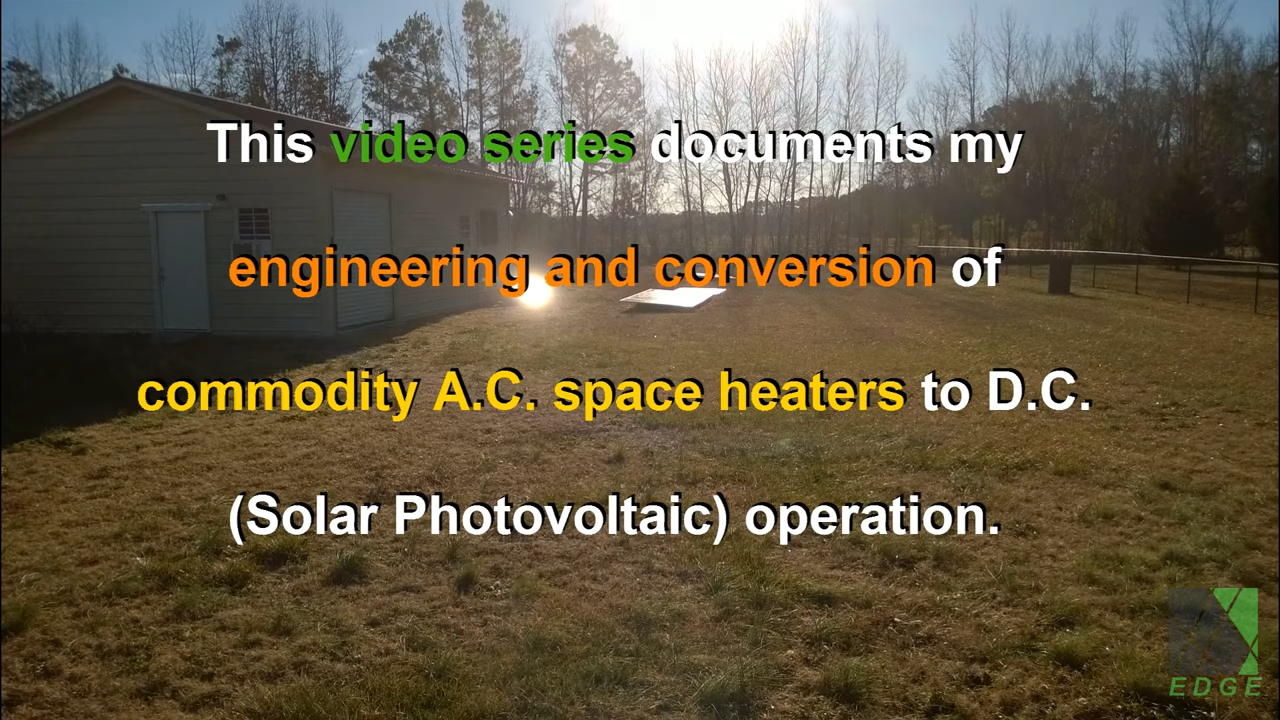 This video series documents my
engineering and conversion of
commodity A.C. space heaters to D.C.
(Solar Photovoltaic) operation.
EDGE